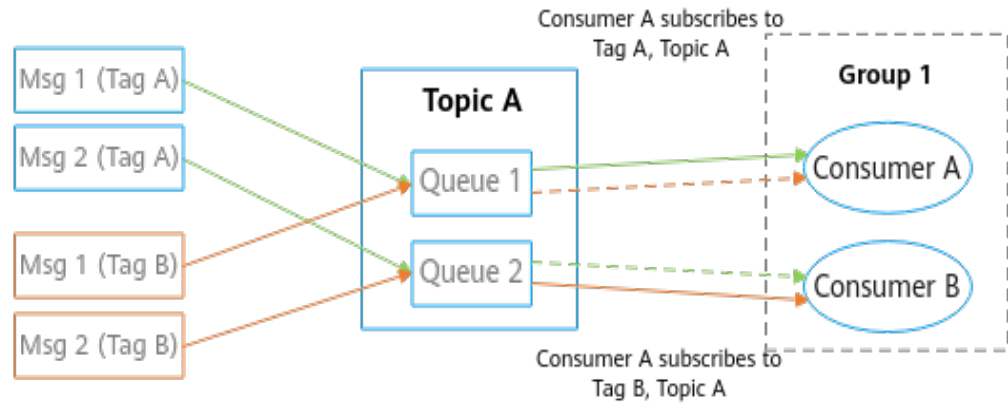 Consumer A subscribes to
Tag A, Topic A
Msg 1 (Tag A)
Msg 2 (Tag A)
Msg 1 (Tag B)
Msg 2 (Tag B)
Topic A
Queue 1
Queue 2
Group 1
Consumer A
Consumer B
Consumer A subscribes to
Tag B, Topic A